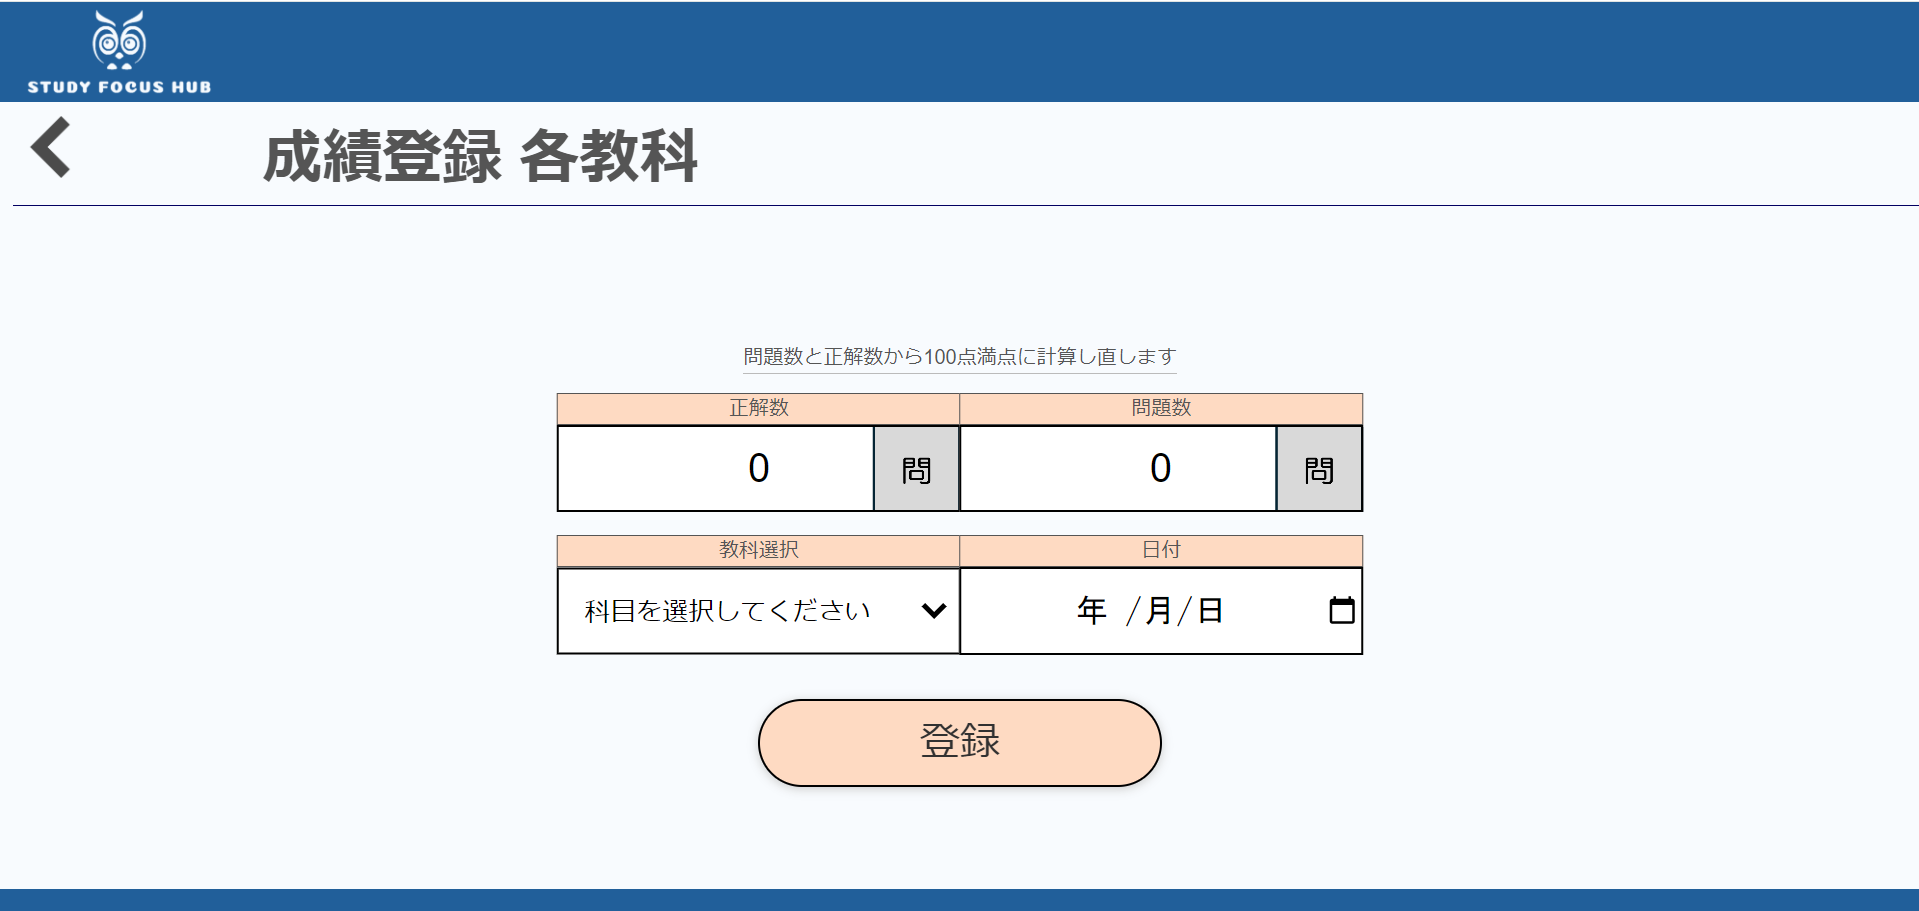 STUDY FOCUS HUB
成績登録 各教科
問題数と正解数から100点満点に計算し直します
正解数 問題数
0 問 0 問
教科選択 日付
科目を選択してください 年 /月/日
登録